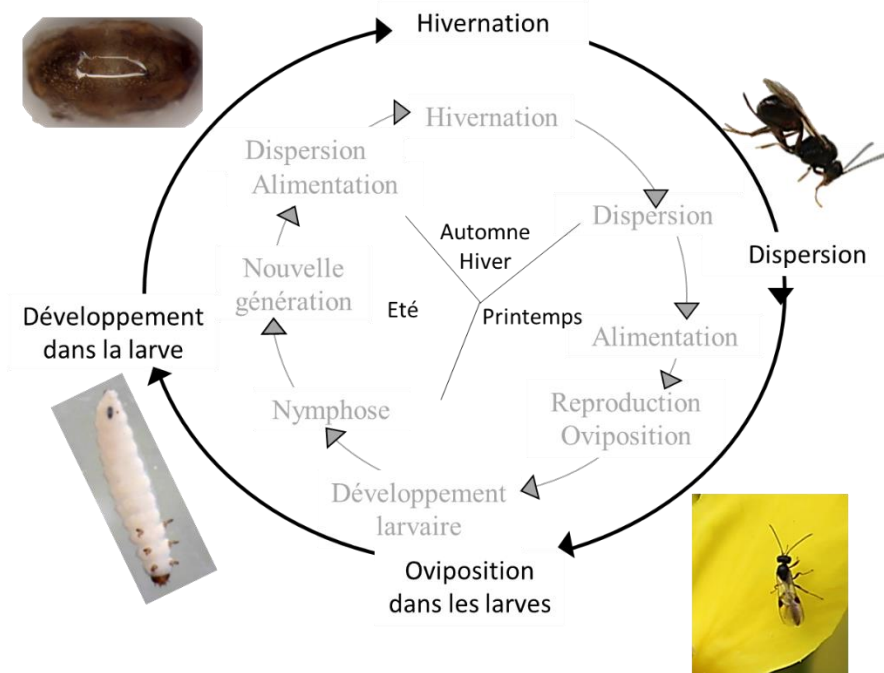 Hivernation
Hivernation
Dispersion
Alimentation
Dispersion
Automne
Hiver
Dispersion
Nouvelle
génération
Eté
Printemps
Développement
dans la larve
Alimentation
Nymphose
Reproduction
Oviposition
Développement
larvaire
Oviposition
dans les larves